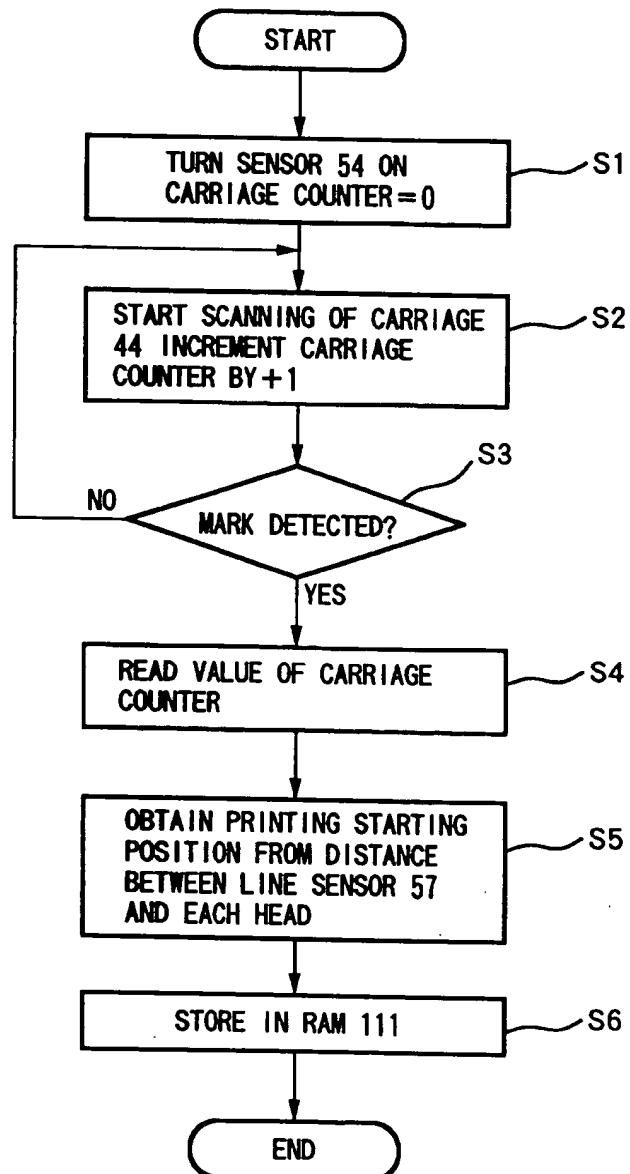 START
TURN SENSOR 54 ON
CARRIAGE COUNTER=0
S1
START SCANNING OF CARRIAGE
44 INCREMENT CARRIAGE
COUNTER BY+1
S2
S3
NO
MARK DETECTED?
YES
READ VALUE OF CARRIAGE
COUNTER
S4
OBTAIN PRINTING STARTING
POSITION FROM DISTANCE
BETWEEN LINE SENSOR 57
AND EACH HEAD
S5
STORE IN RAM 111
S6
END